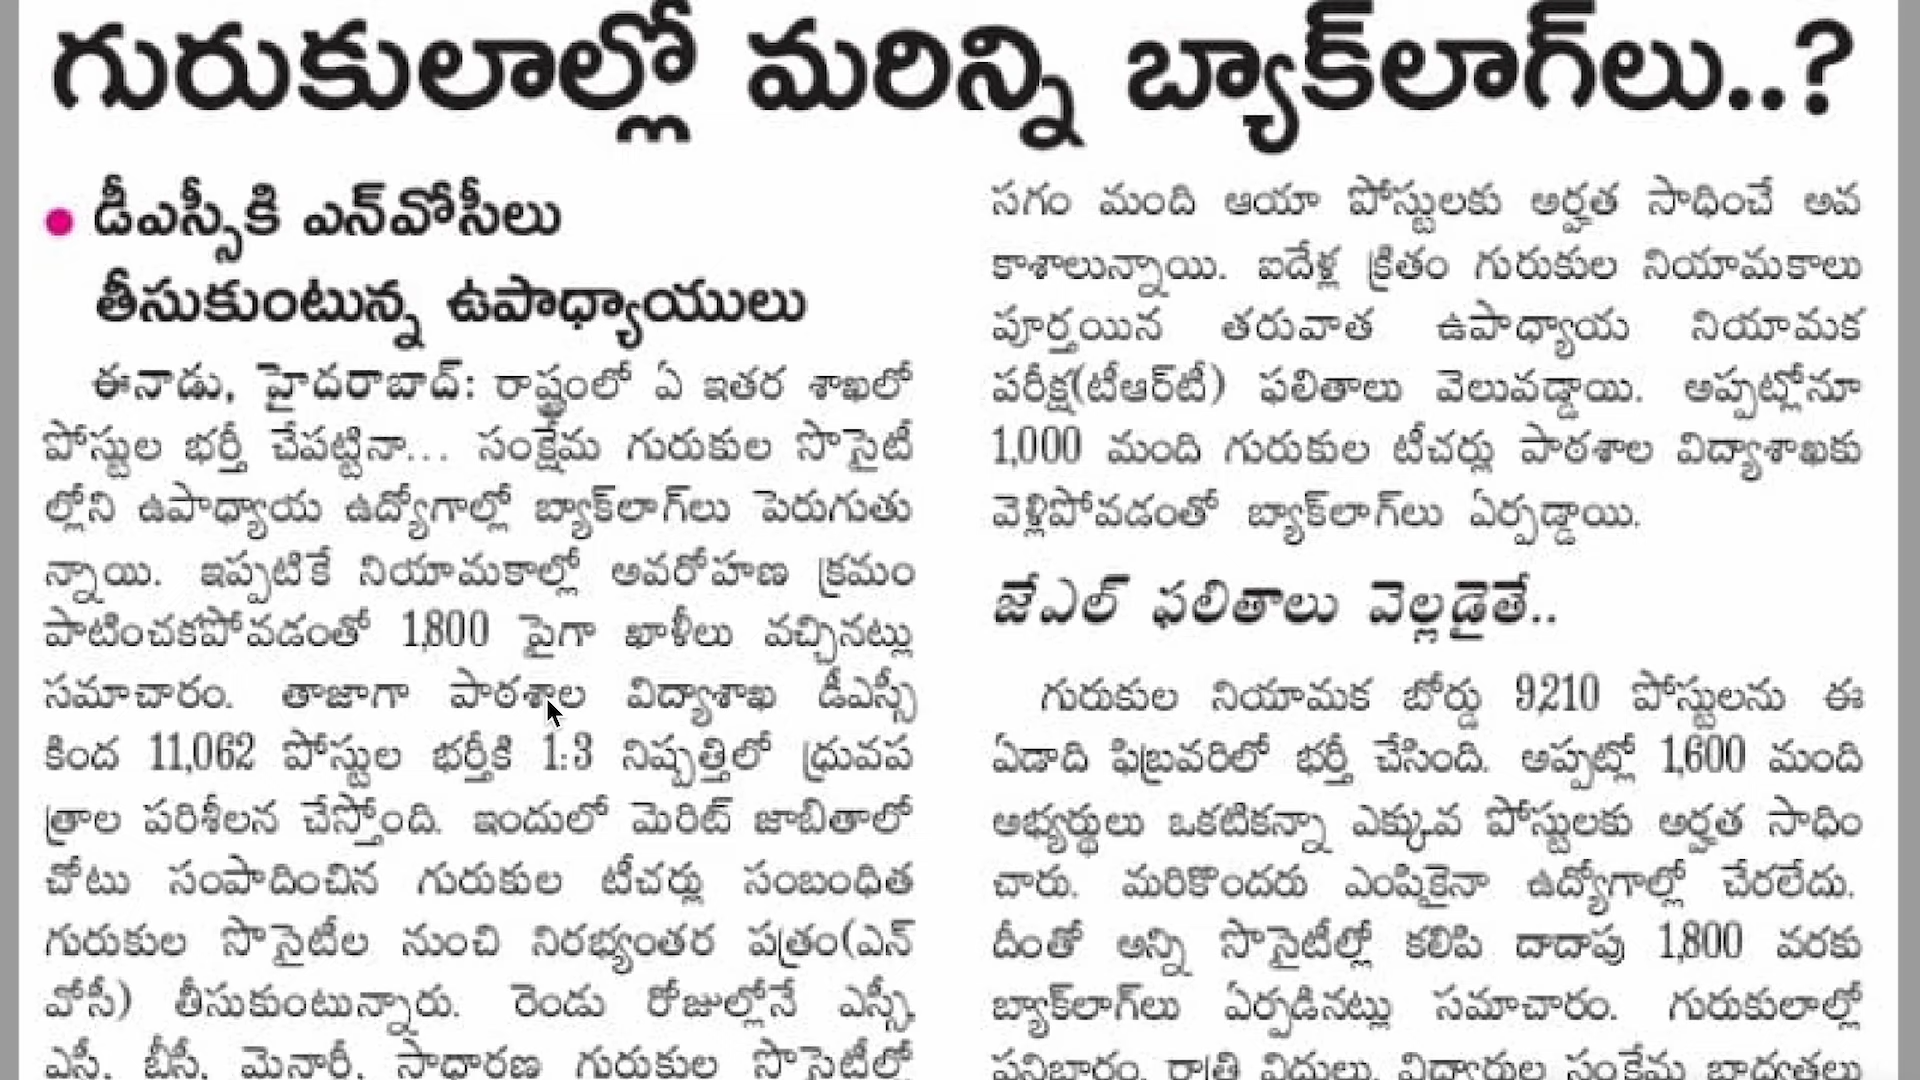 గురుకులాల్లో మరిన్ని బ్యాక్‌లాగ్‌లు..?
• డీఎస్సీకి ఎన్‌వోసీలు
తీసుకుంటున్న ఉపాధ్యాయులు
ఈనాడు, హైదరాబాద్: రాష్ట్రంలో ఏ ఇతర శాఖలో
పోస్టుల భర్తీ చేపట్టినా... సంక్షేమ గురుకుల సొసైటీ
ల్లోని ఉపాధ్యాయ ఉద్యోగాల్లో బ్యాక్‌లాగ్‌లు పెరుగుతు
న్నాయి. ఇప్పటికే నియామకాల్లో అవరోహణ క్రమం
పాటించకపోవడంతో 1,800 పైగా ఖాళీలు వచ్చినట్లు
సమాచారం. తాజాగా పాఠశాల విద్యాశాఖ డీఎస్సీ
కింద 11,062 పోస్టుల భర్తీకి 1:3 నిష్పత్తిలో ధ్రువప
త్రాల పరిశీలన చేస్తోంది. ఇందులో మెరిట్ జాబితాలో
చోటు సంపాదించిన గురుకుల టీచర్లు సంబంధిత
గురుకుల సొసైటీల నుంచి నిరభ్యంతర పత్రం(ఎన్
వోసీ) తీసుకుంటున్నారు. రెండు రోజుల్లోనే ఎస్సీ,
ఎస్టీ, బీసీ, మైనార్టీ, సాధారణ గురుకుల సొసైటీల్లో
సగం మంది ఆయా పోస్టులకు అర్హత సాధించే అవ
కాశాలున్నాయి. ఐదేళ్ల క్రితం గురుకుల నియామకాలు
పూర్తయిన తరువాత ఉపాధ్యాయ నియామక
పరీక్ష(టీఆర్‌టీ) ఫలితాలు వెలువడ్డాయి. అప్పట్లోనూ
1,000 మంది గురుకుల టీచర్లు పాఠశాల విద్యాశాఖకు
వెళ్లిపోవడంతో బ్యాక్‌లాగ్‌లు ఏర్పడ్డాయి.
జేఎల్ ఫలితాలు వెల్లడైతే..
గురుకుల నియామక బోర్డు 9,210 పోస్టులను ఈ
ఏడాది ఫిబ్రవరిలో భర్తీ చేసింది. అప్పట్లో 1,600 మంది
అభ్యర్థులు ఒకటికన్నా ఎక్కువ పోస్టులకు అర్హత సాధిం
చారు. మరికొందరు ఎంపికైనా ఉద్యోగాల్లో చేరలేదు.
దీంతో అన్ని సొసైటీల్లో కలిపి దాదాపు 1,800 వరకు
బ్యాక్‌లాగ్‌లు ఏర్పడినట్లు సమాచారం. గురుకులాల్లో
పనిభారం, రాత్రి విధులు, విద్యార్థుల సంక్షేమ బాధ్యతలు